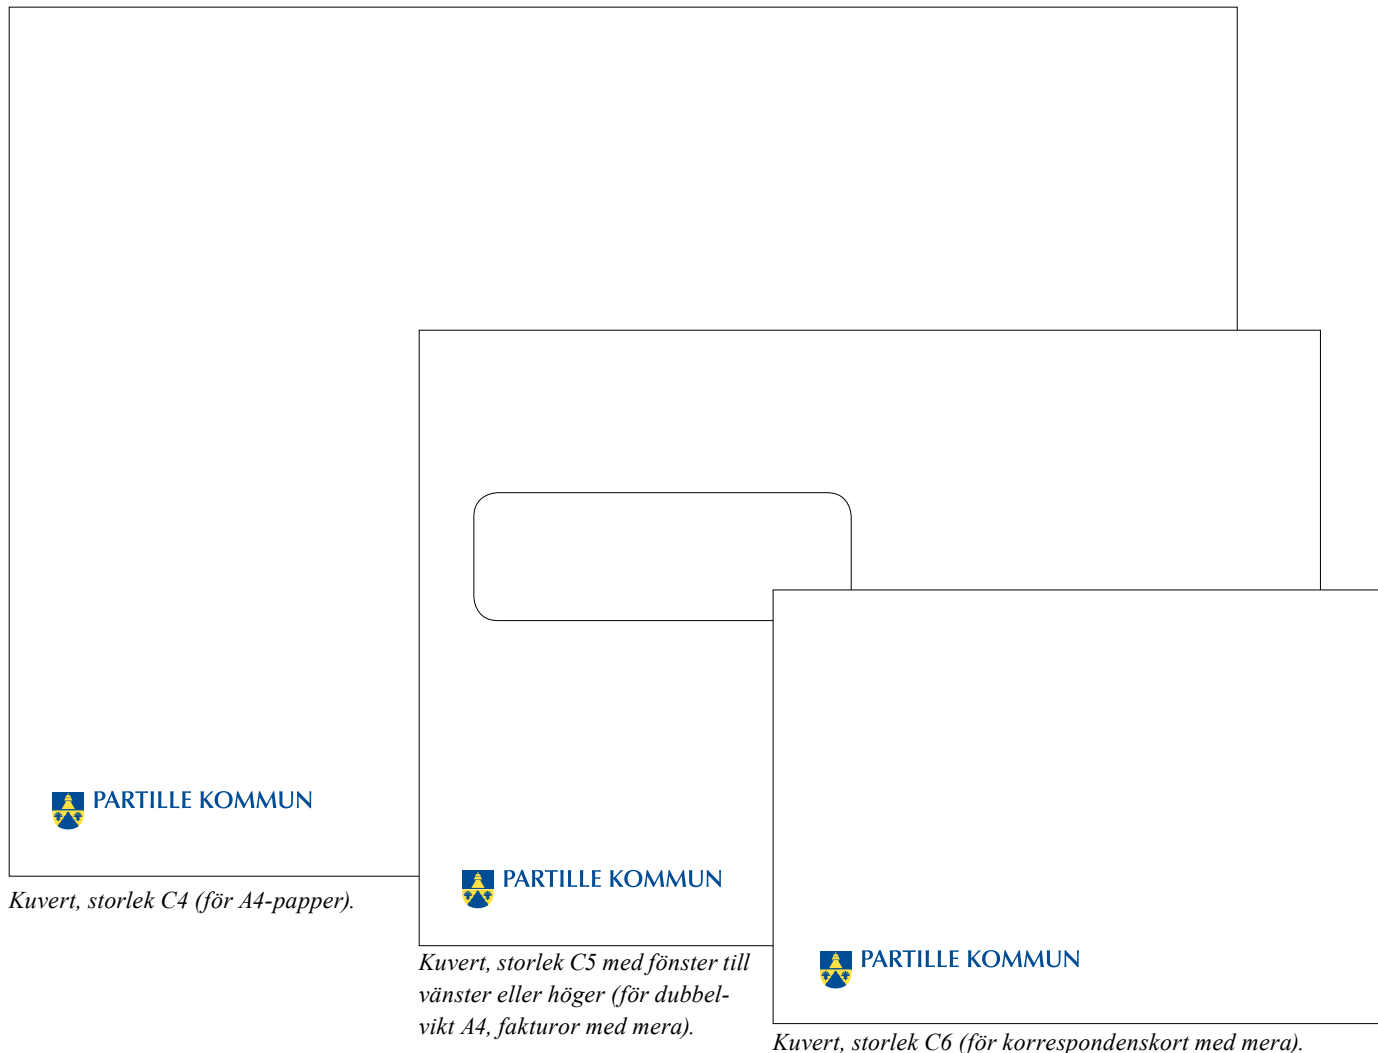 PARTILLE KOMMUN
Kuvert, storlek C4 (för A4-papper).
PARTILLE KOMMUN
Kuvert, storlek C5 med fönster till
vänster eller höger (för dubbel-
vikt A4, fakturor med mera).
PARTILLE KOMMUN
Kuvert, storlek C6 (för korrespondenskort med mera).